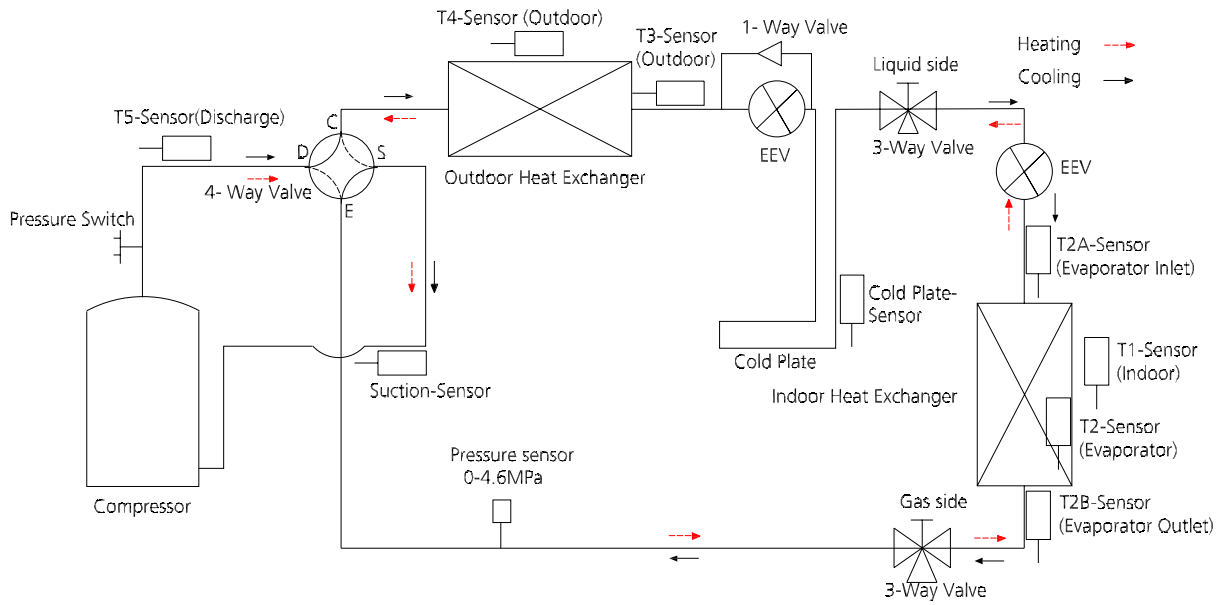 T4-Sensor (Outdoor)
T3-Sensor
(Outdoor)
1- Way Valve
Heating
Cooling
Liquid side
T5-Sensor(Discharge)
C
D
S
E
4- Way Valve
Outdoor Heat Exchanger
EEV
3-Way Valve
EEV
Pressure Switch
T2A-Sensor
(Evaporator Inlet)
Cold Plate-
Sensor
Cold Plate
T1-Sensor
(Indoor)
Suction-Sensor
Indoor Heat Exchanger
T2-Sensor
(Evaporator)
Pressure sensor
0-4.6MPa
Compressor
Gas side
T2B-Sensor
(Evaporator Outlet)
3-Way Valve